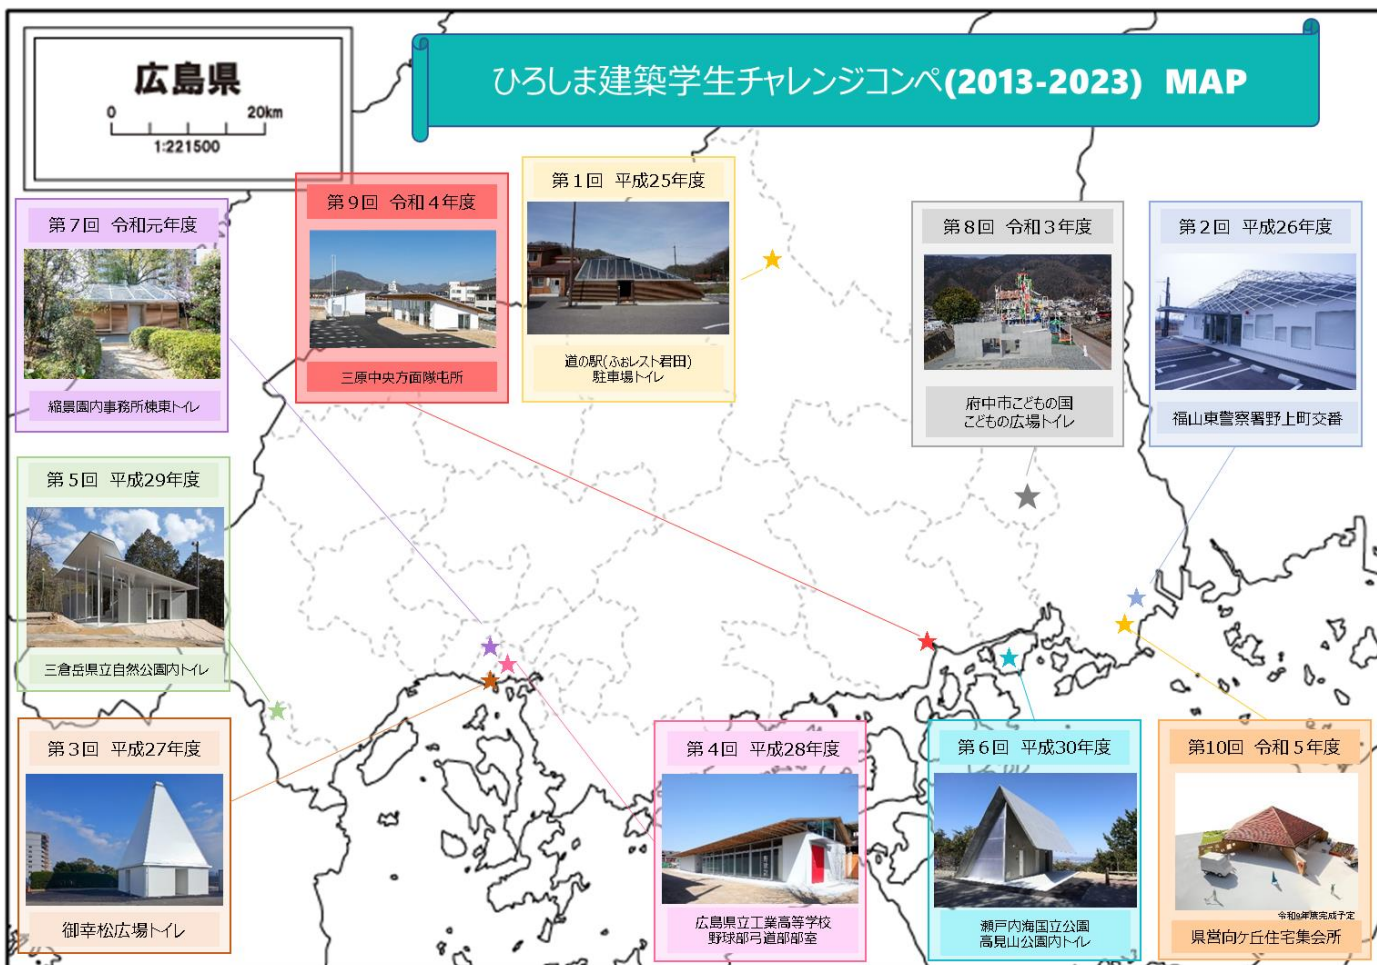 ひろしま建築学生チャレンジコンペ(2013-2023) MAP
広島県
0 20km
1:221500
第7回 令和元年度
縮景園内事務所棟東トイレ
第9回 令和4年度
三原中央方面隊屯所
第1回 平成25年度
道の駅(ふぉレスト君田)
駐車場トイレ
第8回 令和3年度
府中市こどもの国
こどもの広場トイレ
第2回 平成26年度
福山東警察署野上町交番
第5回 平成29年度
三倉岳県立自然公園内トイレ
第3回 平成27年度
御幸松広場トイレ
第4回 平成28年度
広島県立工業高等学校
野球部弓道部部室
第6回 平成30年度
瀬戸内海国立公園
高見山公園内トイレ
第10回 令和5年度
県営向ケ丘住宅集会所